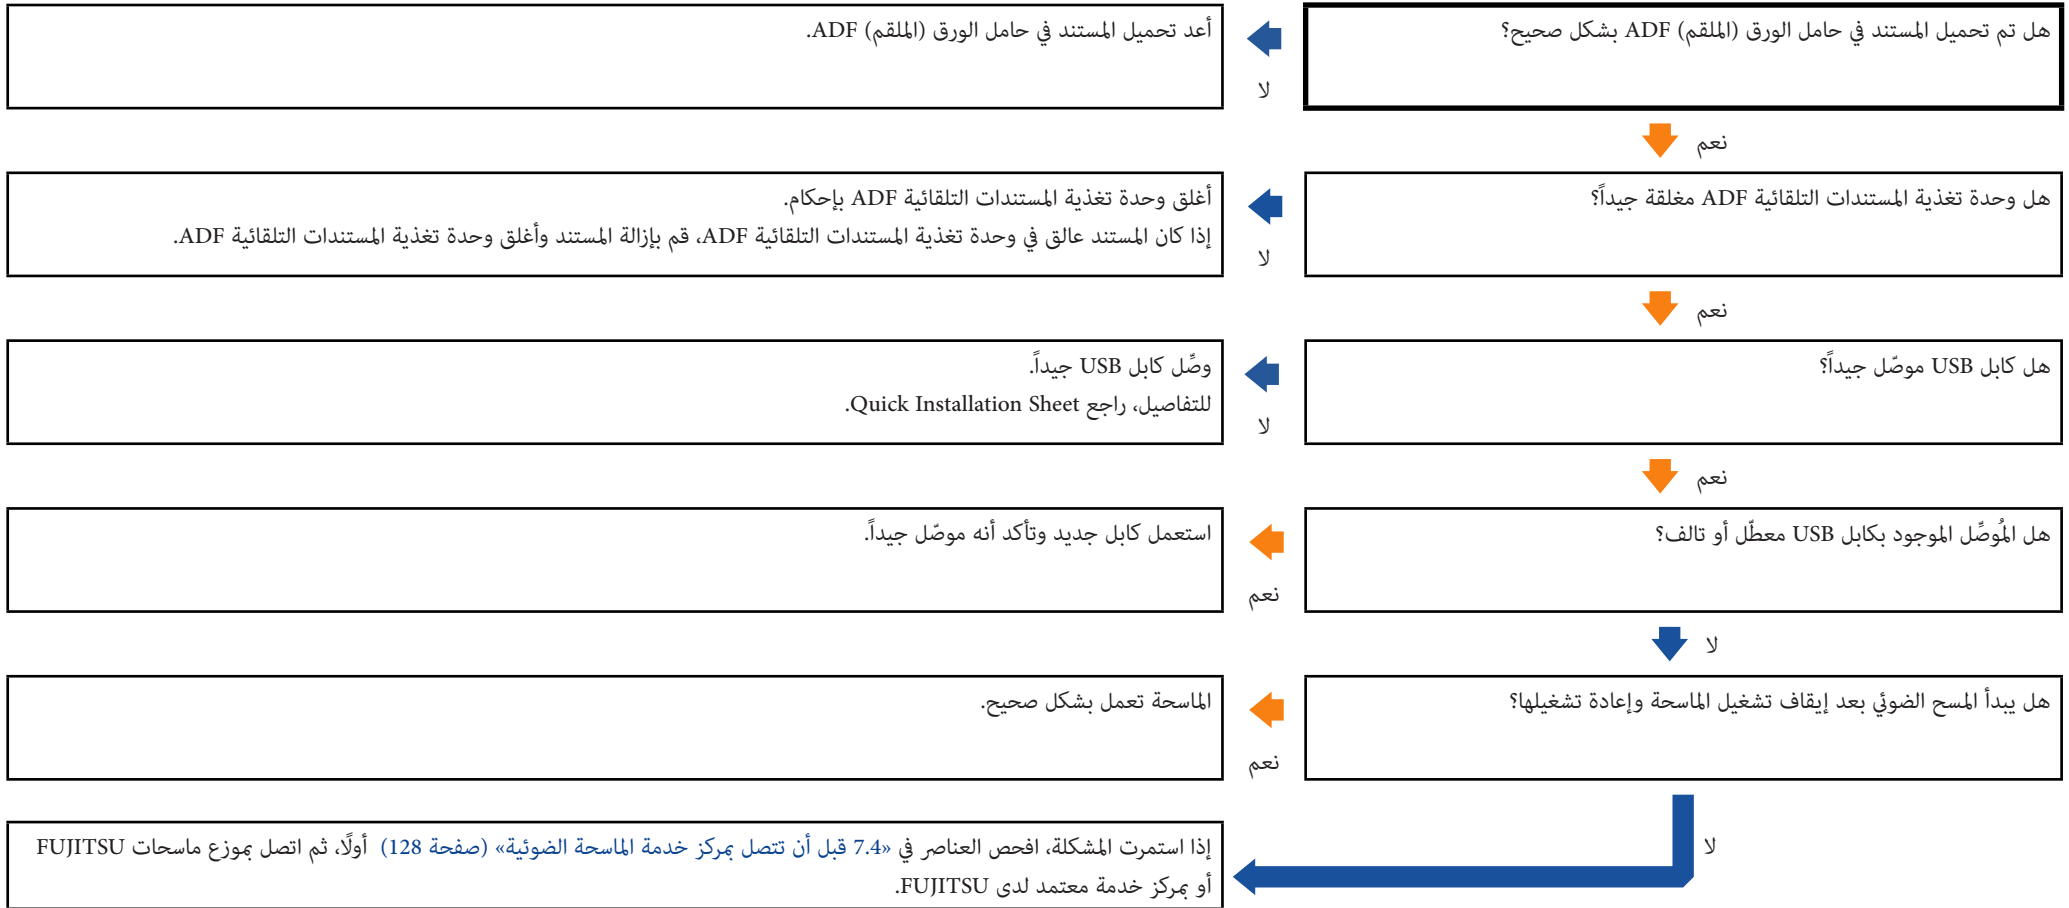 هل تم تحميل المستند في حامل الورق (الملقم) ADF بشكل صحيح؟
لا
أعد تحميل المستند في حامل الورق (الملقم) ADF.
نعم
هل وحدة تغذية المستندات التلقائية ADF مغلقة جيداً؟
لا
أغلق وحدة تغذية المستندات التلقائية ADF بإحكام.
إذا كان المستند عالق في وحدة تغذية المستندات التلقائية ADF، قم بإزالة المستند وأغلق وحدة تغذية المستندات التلقائية ADF.
نعم
هل كابل USB موصّل جيداً؟
لا
وصِّل كابل USB جيداً.
للتفاصيل، راجع Quick Installation Sheet.
نعم
هل المُوصِّل الموجود بكابل USB معطّل أو تالف؟
نعم
استعمل كابل جديد وتأكد أنه موصّل جيداً.
لا
هل يبدأ المسح الضوئي بعد إيقاف تشغيل الماسحة وإعادة تشغيلها؟
نعم
الماسحة تعمل بشكل صحيح.
لا
إذا استمرت المشكلة، افحص العناصر في «7.4 قبل أن تتصل بمركز خدمة الماسحة الضوئية» (صفحة 128) أولًا، ثم اتصل بموزع ماسحات FUJITSU
أو بمركز خدمة معتمد لدى FUJITSU.